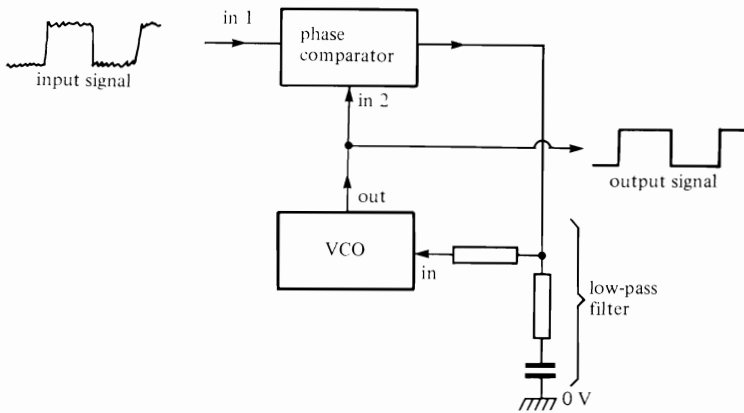 in 1
phase
comparator
input signal
in 2
output signal
out
VCO
in
low-pass
filter
0 V